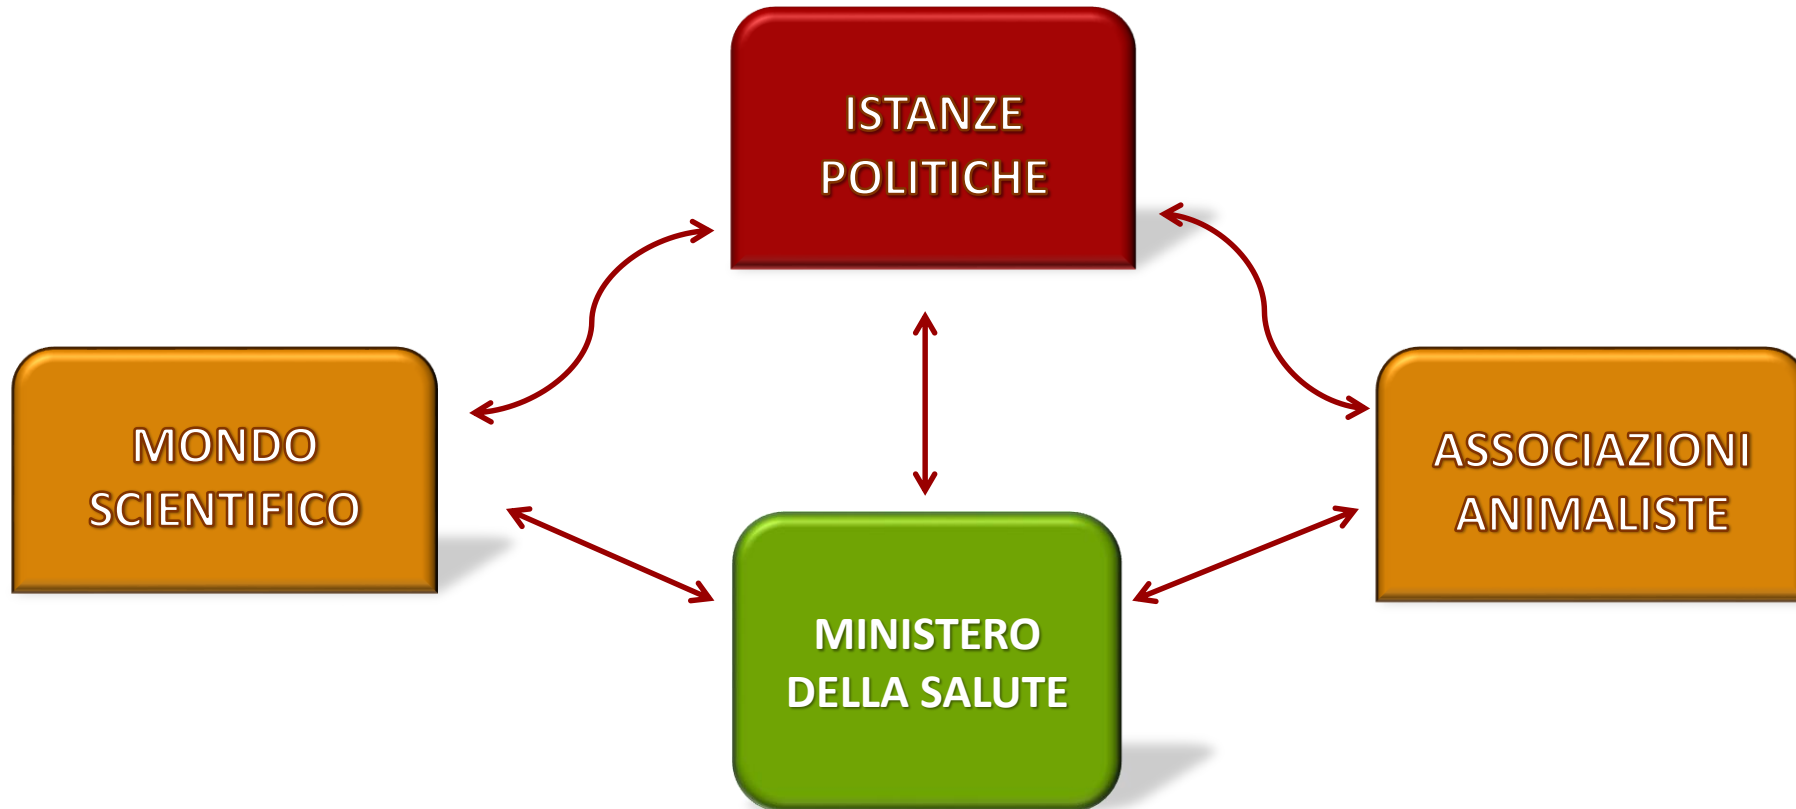 ISTANZE
POLITICHE
MONDO
SCIENTIFICO
ASSOCIAZIONI
ANIMALISTE
MINISTERO
DELLA SALUTE